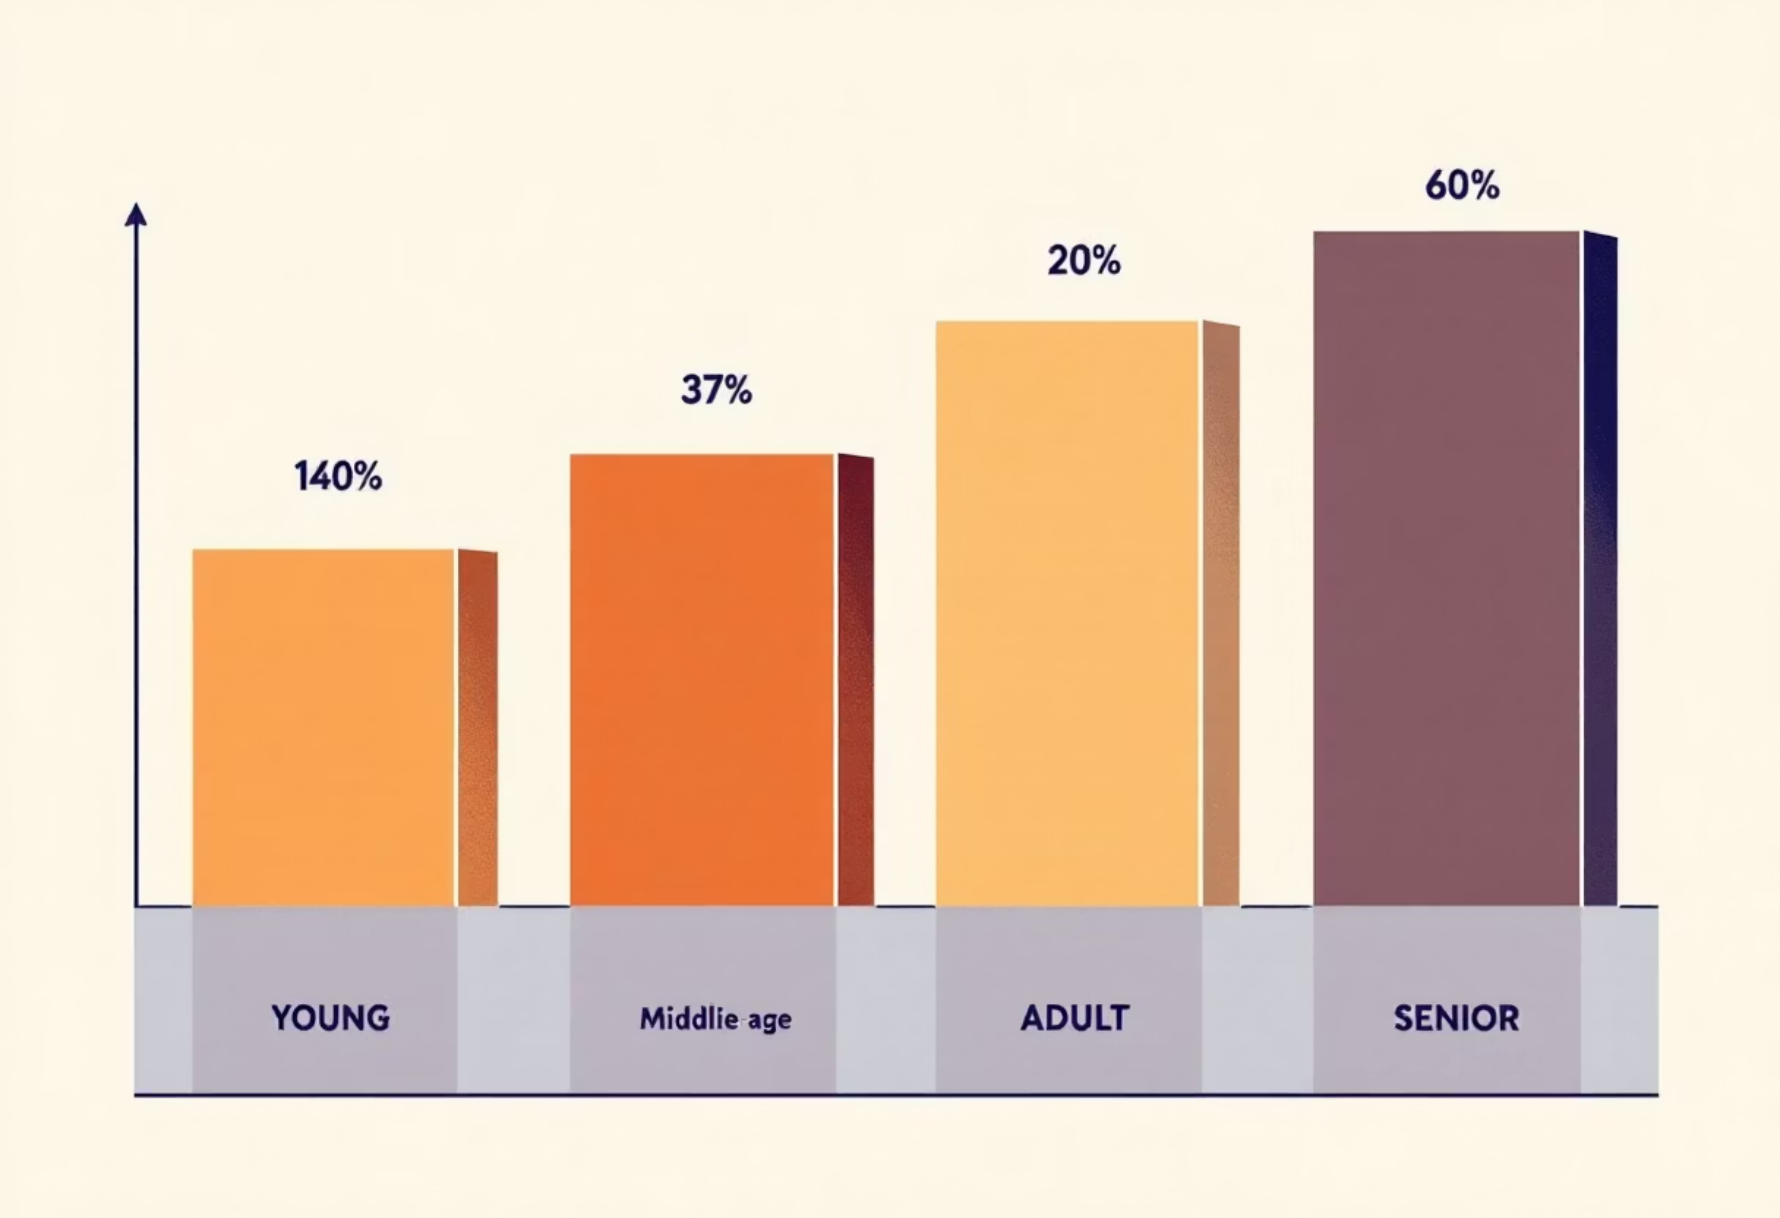 60%
20%
37%
140%
YOUNG
Middlie-age
ADULT
SENIOR